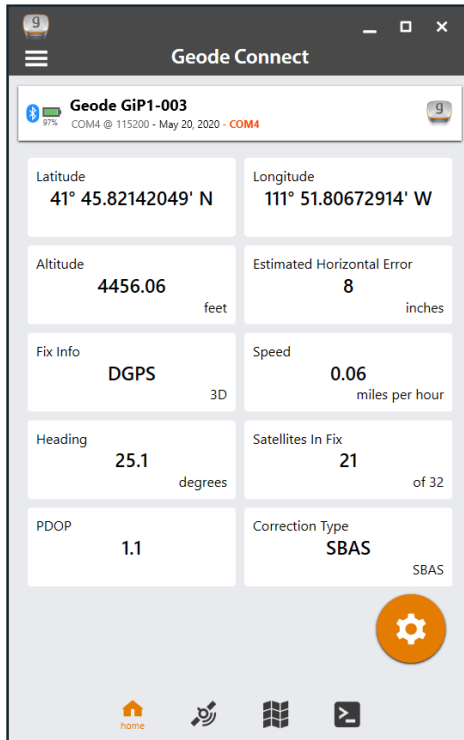 g
Geode Connect
Geode GiP1-003
97% COM4 @ 115200 - May 20, 2020 - COM4
g
Latitude
41° 45.82142049' N
Longitude
111° 51.80672914' W
Altitude
4456.06
feet
Estimated Horizontal Error
8
inches
Fix Info
DGPS
3D
Speed
0.06
miles per hour
Heading
25.1
degrees
Satellites In Fix
21
of 32
PDOP
1.1
Correction Type
SBAS
SBAS
home